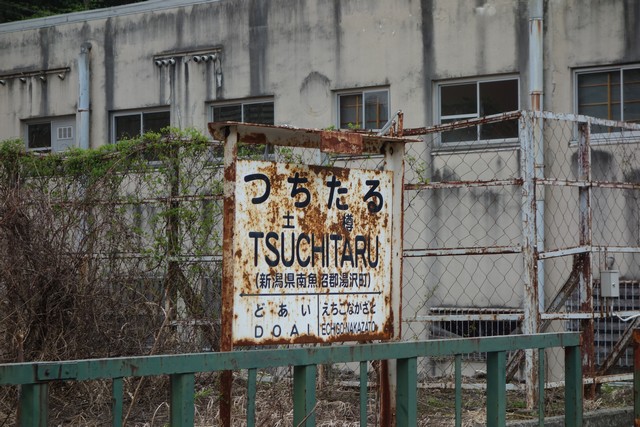 つちたる
土 樽
TSUCHITARU
(新潟県南魚沼郡湯沢町)
どあい えちごなかざと
DOAI ECHIGO-NAKAZATO